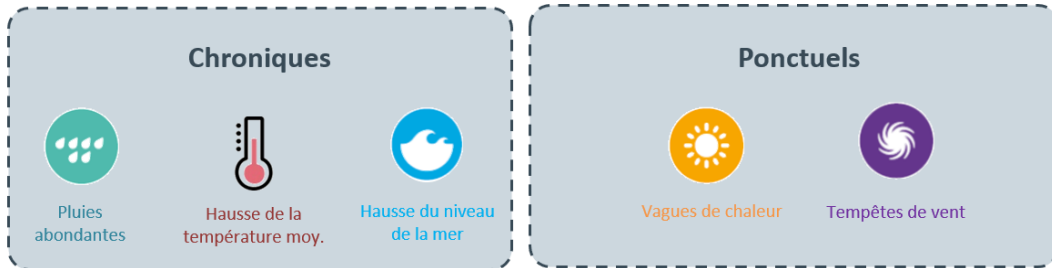 Chroniques
Pluies
abondantes
Hausse de la
température moy.
Hausse du niveau
de la mer
Ponctuels
Vagues de chaleur
Tempêtes de vent